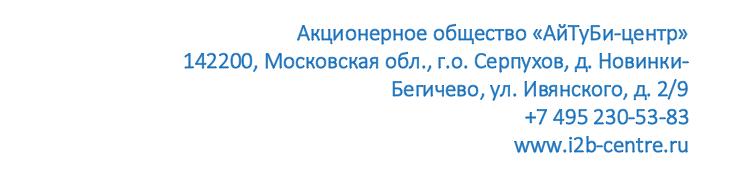 Акционерное общество «АйТуБи-центр»
142200, Московская обл., г.о. Серпухов, д. Новинки-
Бегичево, ул. Ивянского, д. 2/9
+7 495 230-53-83
www.i2b-centre.ru